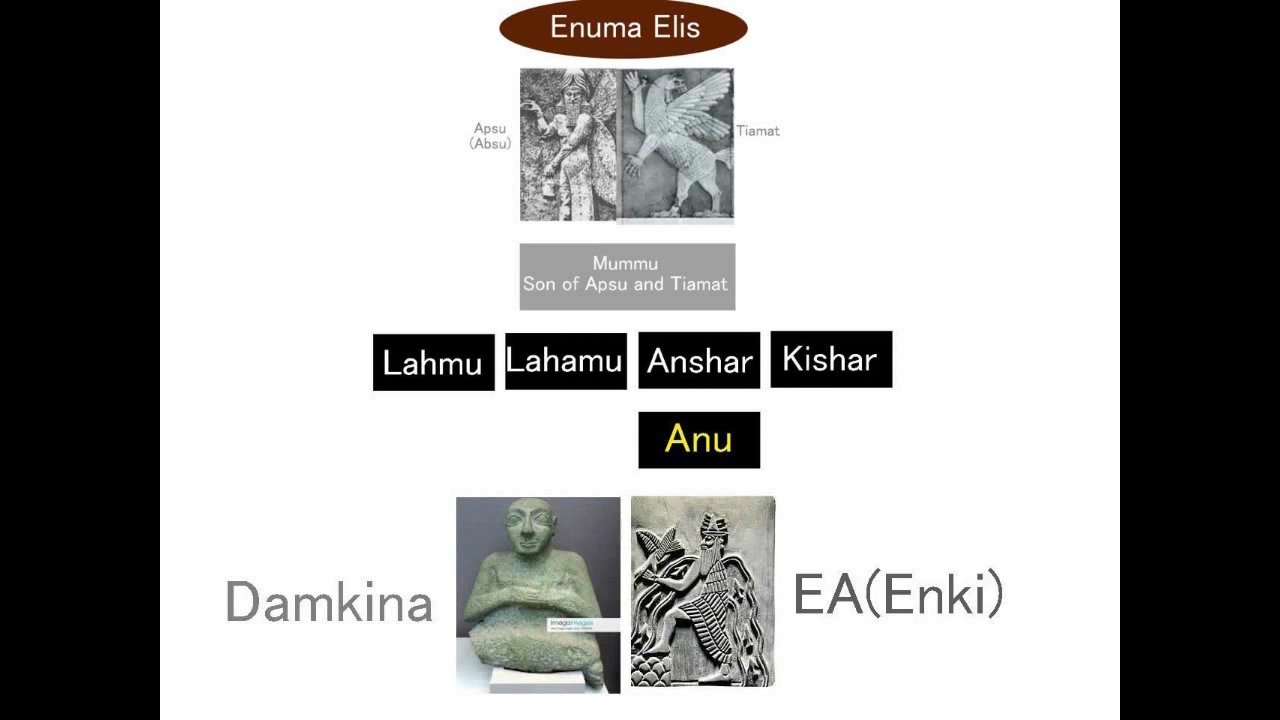 Enuma Elis
Apsu
(Absu)
Tiamat
Mummu
Son of Apsu and Tiamat
Lahmu
Lahamu
Anshar
Kishar
Anu
Damkina
imagoimages
EA(Enki)